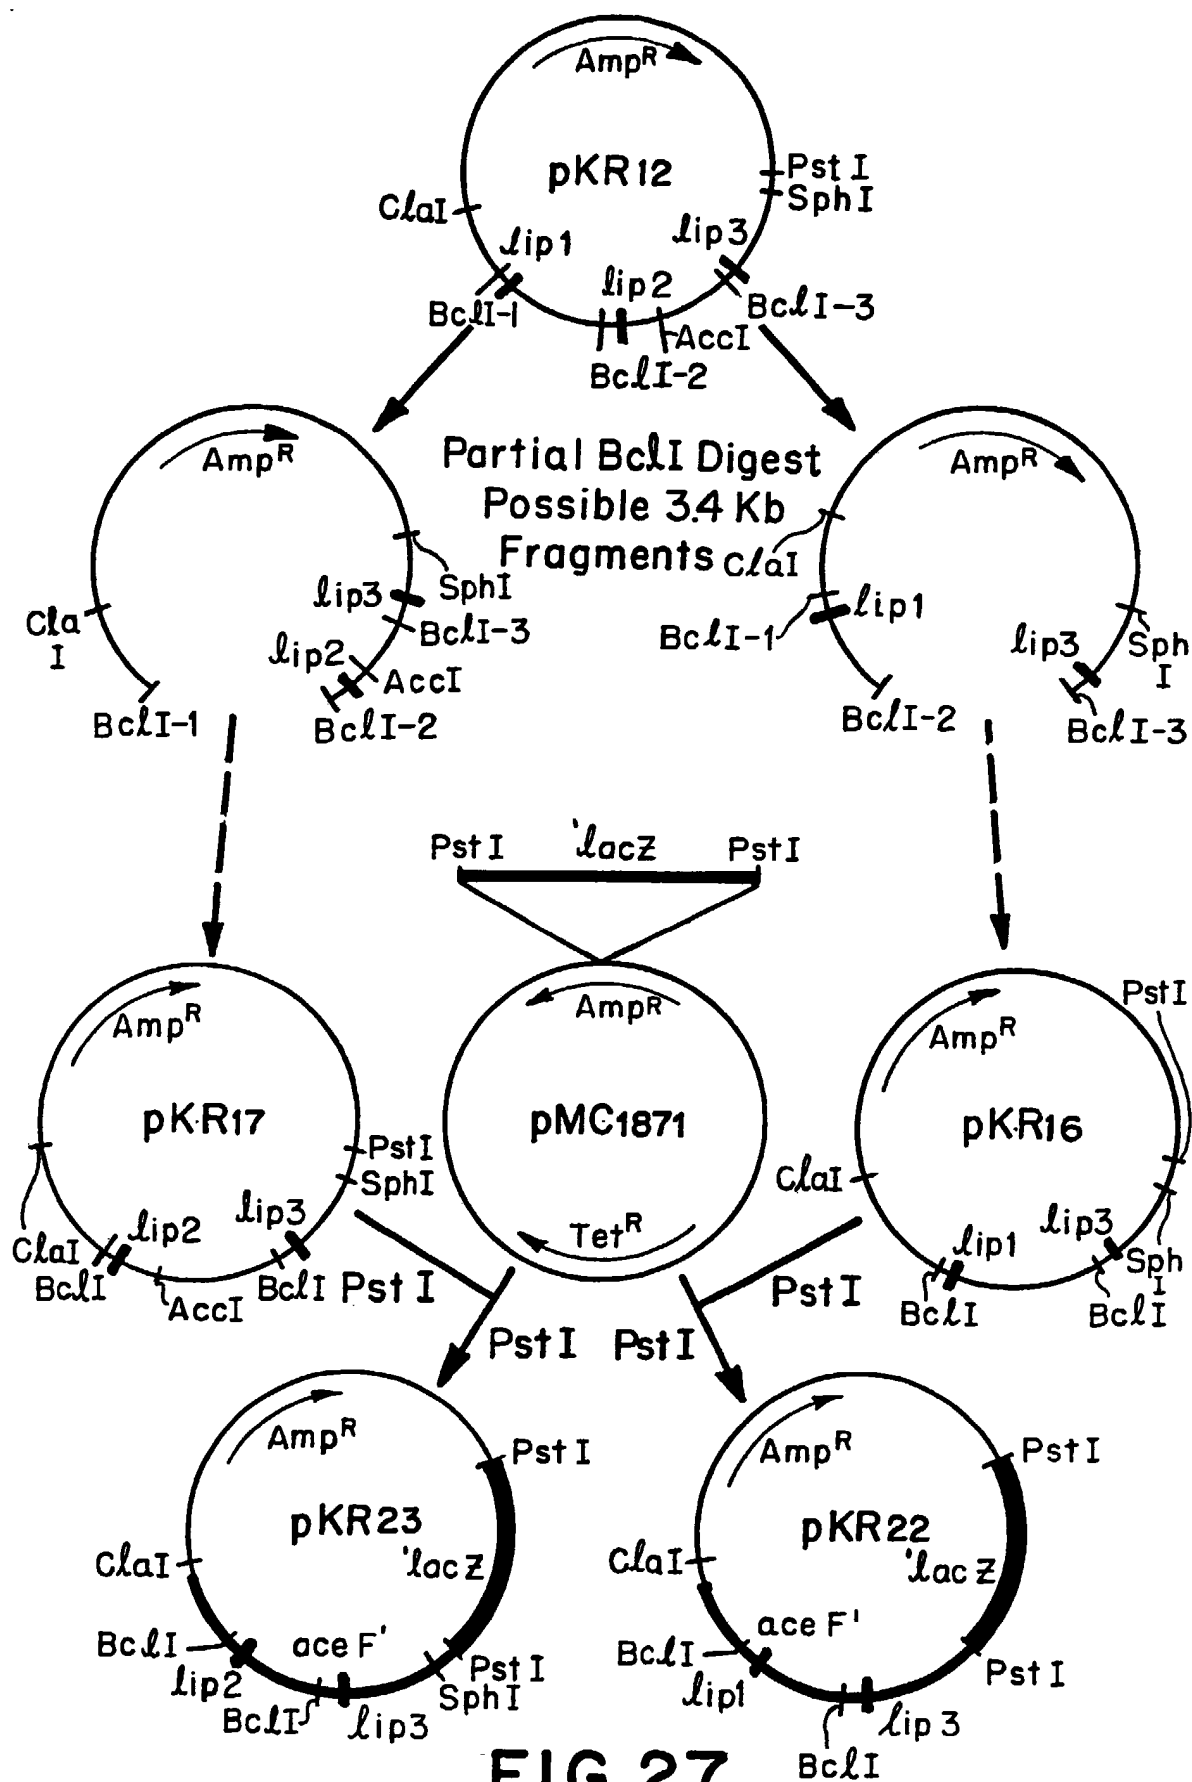 AmpR
pKR12
PstI
SphI
ClaI
lip1
lip3
lip2
BclI-1
BclI-3
AccI
BclI-2
AmpR
Partial BclI Digest
Possible 3.4 Kb
Fragments
AmpR
ClaI
SphI
lip3
Cla
I
BclI-3
lip2
AccI
BclI-1
BclI-2
lip1
BclI-1
lip3
Sph
I
BclI-2
BclI-3
PstI
'lacZ
PstI
AmpR
pKR17
PstI
SphI
lip2
lip3
ClaI
BclI
AccI
BclI
AmpR
pMC1871
TetR
PstI
AmpR
pKR16
ClaI
lip1
lip3
Sph
I
BclI
BclI
PstI
PstI
PstI
PstI
AmpR
PstI
pKR23
ClaI
'lacZ
BclI
aceF'
lip2
BclI
lip3
PstI
SphI
AmpR
PstI
pKR22
ClaI
'lacZ
aceF'
BclI
lip1
PstI
lip3
BclI
FIG.27